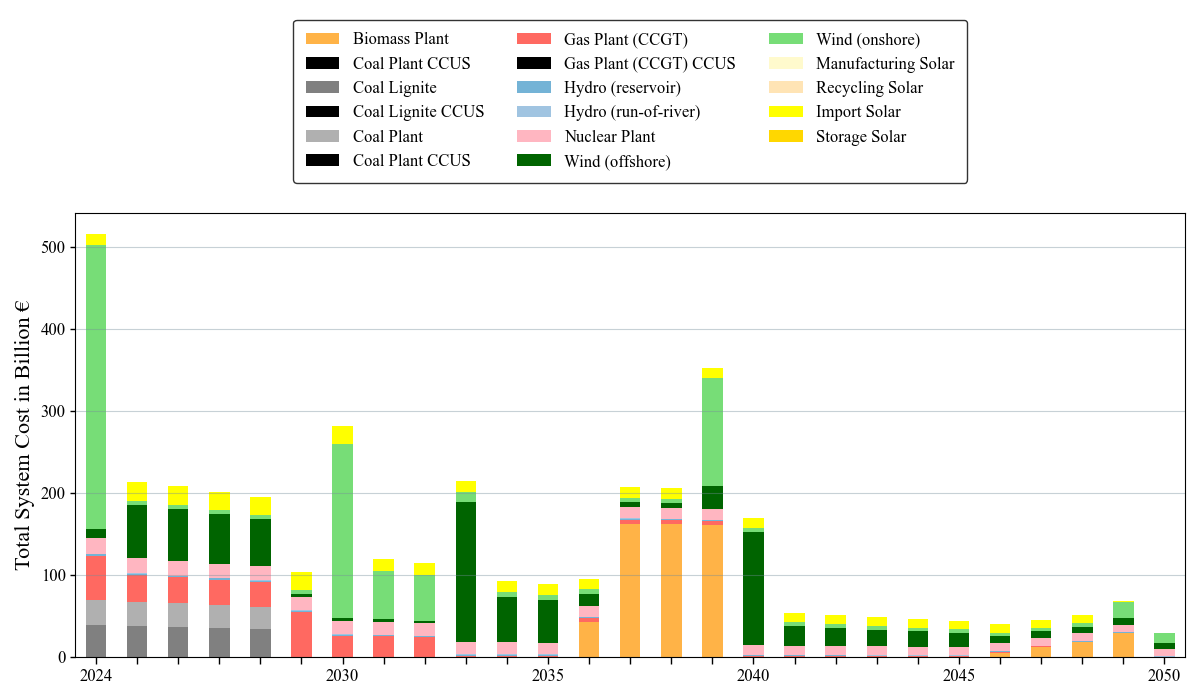 Biomass Plant
Coal Plant CCUS
Coal Lignite
Coal Lignite CCUS
Coal Plant
Coal Plant CCUS
Gas Plant (CCGT)
Gas Plant (CCGT) CCUS
Hydro (reservoir)
Hydro (run-of-river)
Nuclear Plant
Wind (offshore)
Wind (onshore)
Manufacturing Solar
Recycling Solar
Import Solar
Storage Solar
Total System Cost in Billion €
500
400
300
200
100
0
2024
2030
2035
2040
2045
2050